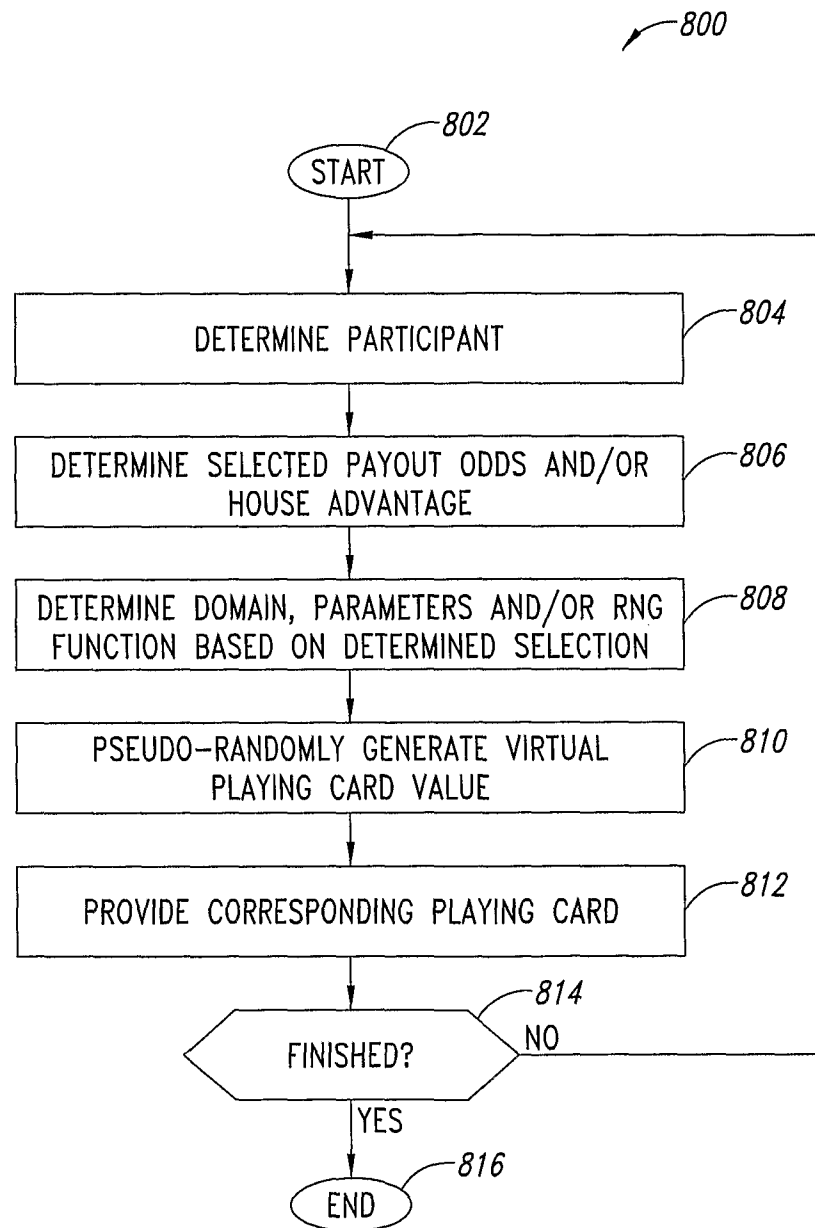 800
802
START
804
DETERMINE PARTICIPANT
DETERMINE SELECTED PAYOUT ODDS AND/OR
HOUSE ADVANTAGE
806
DETERMINE DOMAIN, PARAMETERS AND/OR RNG
FUNCTION BASED ON DETERMINED SELECTION
808
PSEUDO-RANDOMLY GENERATE VIRTUAL
PLAYING CARD VALUE
810
PROVIDE CORRESPONDING PLAYING CARD
812
814
FINISHED?
NO
YES
END
816